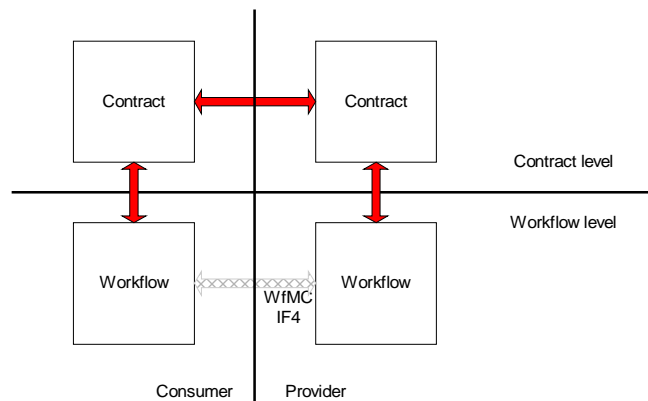 Contract
Contract
Contract level
Workflow level
Workflow
Workflow
WfMC
IF4
Consumer
Provider